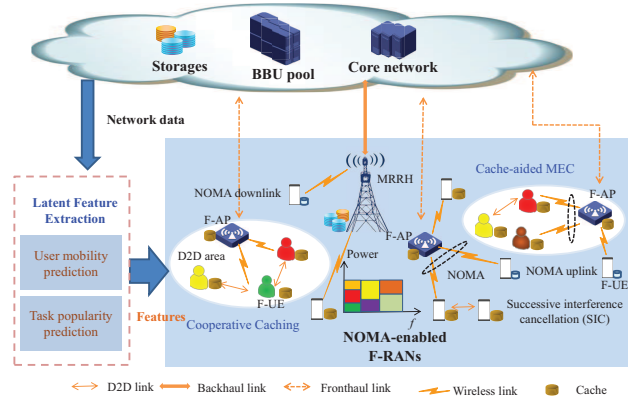 Storages
BBU pool
Core network
Network data
MRRH
NOMA downlink
Cache-aided MEC
F-AP
Latent Feature
Extraction
User mobility
prediction
Task popularity
prediction
Features
F-AP
D2D area
F-UE
Cooperative Caching
F-AP
Power
f
NOMA
NOMA uplink
F-UE
Successive interference
cancellation (SIC)
NOMA-enabled
F-RANs
D2D link
Backhaul link
Fronthaul link
Wireless link
Cache